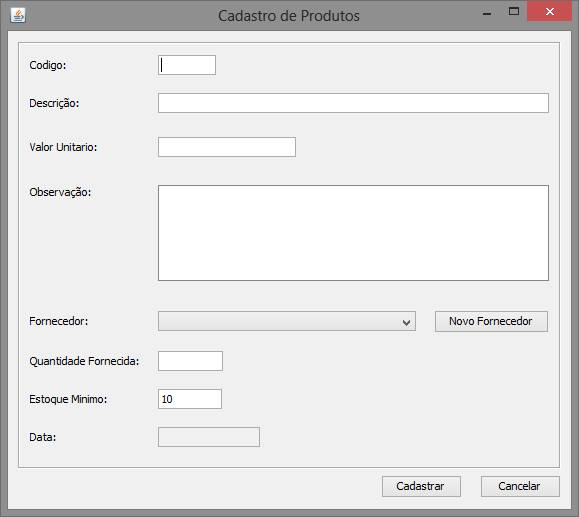 Cadastro de Produtos
Codigo:
Descrição:
Valor Unitario:
Observação:
Fornecedor:
Novo Fornecedor
Quantidade Fornecida:
Estoque Minimo:
10
Data:
Cadastrar
Cancelar